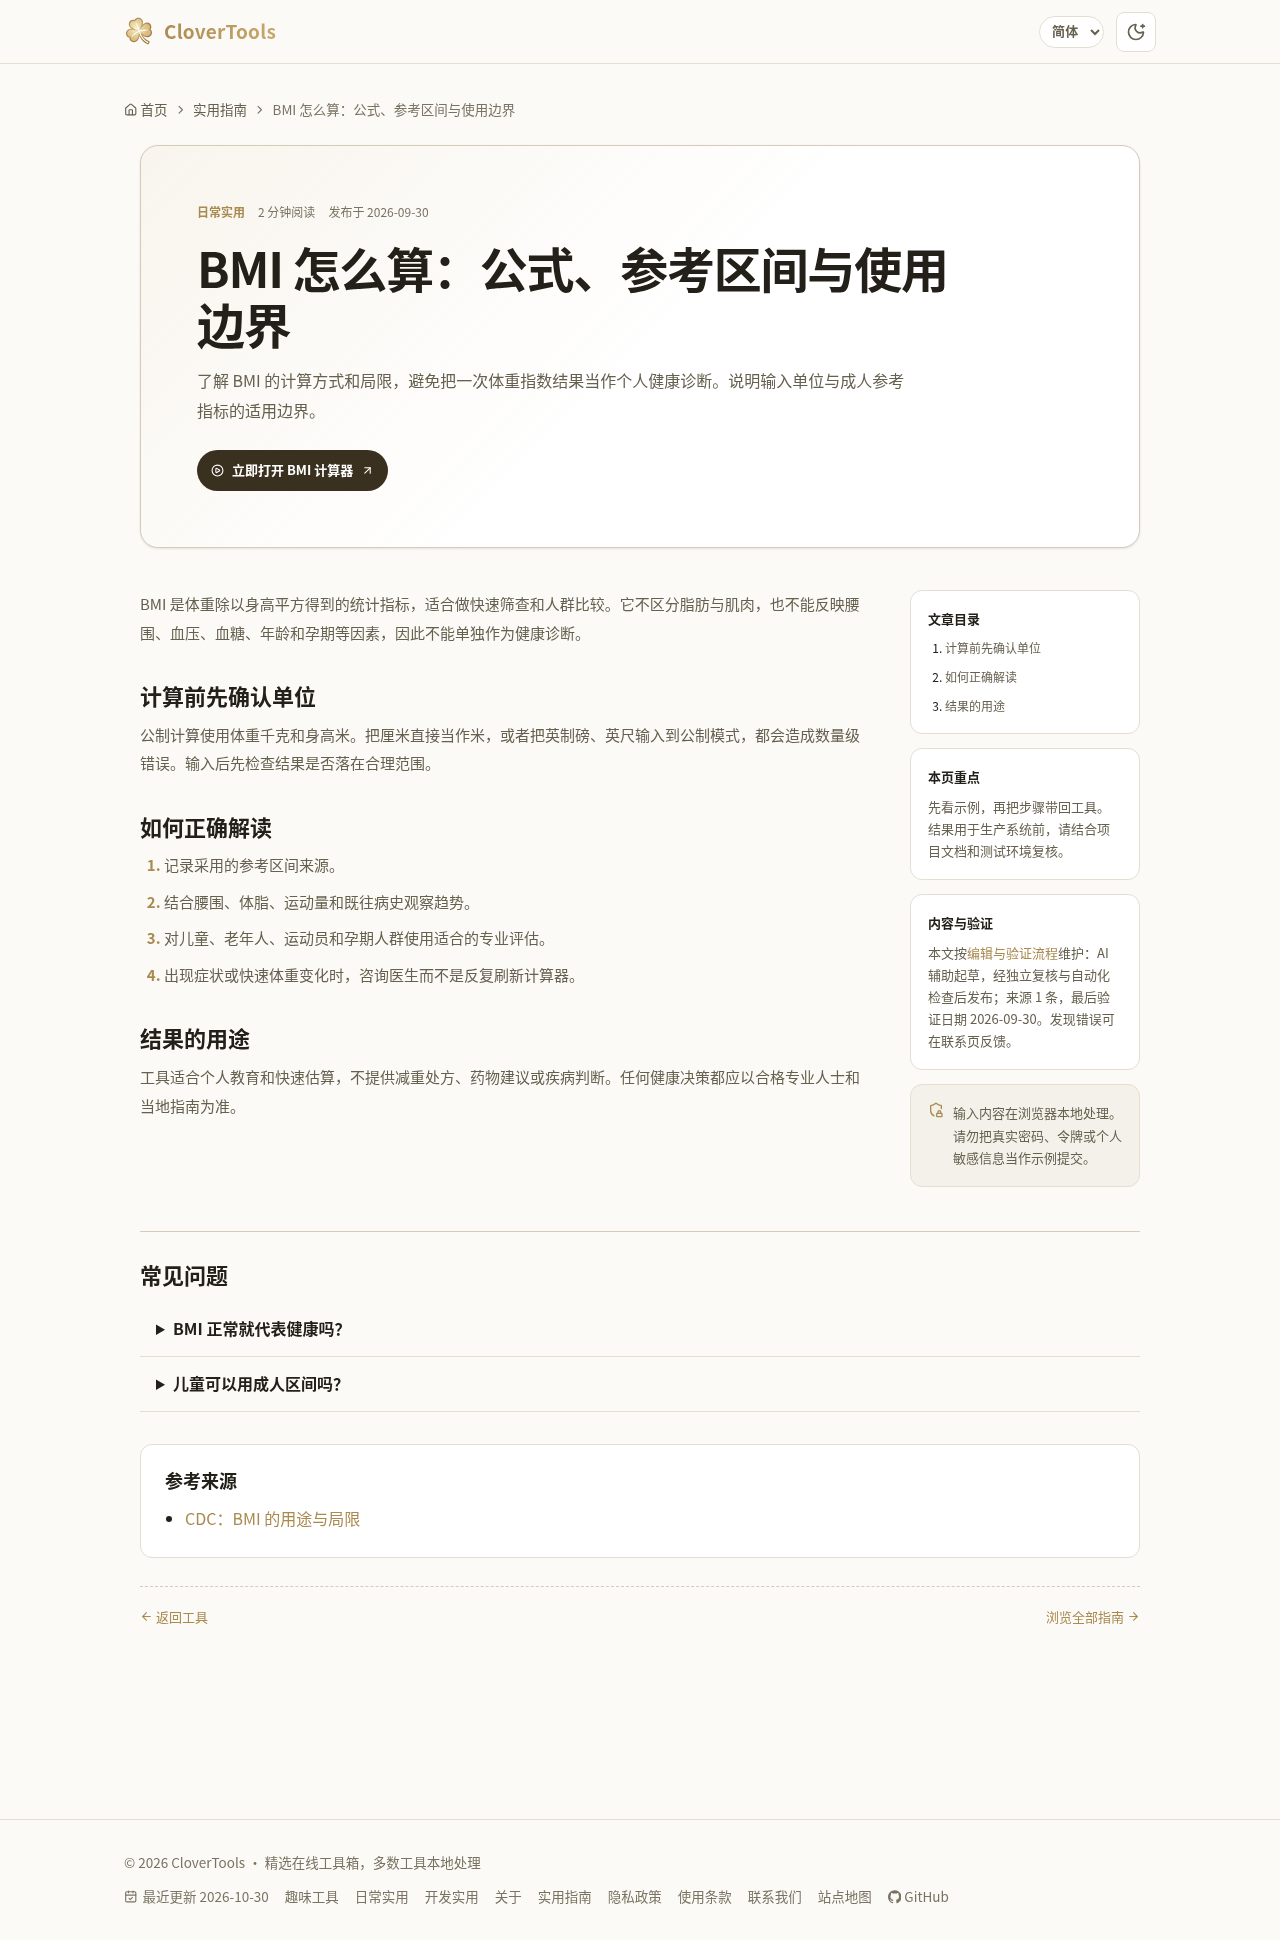 CloverTools
简体
首页 > 实用指南 > BMI 怎么算：公式、参考区间与使用边界
日常实用 2 分钟阅读 发布于 2026-09-30
BMI 怎么算：公式、参考区间与使用
边界
了解 BMI 的计算方式和局限，避免把一次体重指数结果当作个人健康诊断。说明输入单位与成人参考
指标的适用边界。
立即打开 BMI 计算器
BMI 是体重除以身高平方得到的统计指标，适合做快速筛查和人群比较。它不区分脂肪与肌肉，也不能反映腰
围、血压、血糖、年龄和孕期等因素，因此不能单独作为健康诊断。
计算前先确认单位
公制计算使用体重千克和身高米。把厘米直接当作米，或者把英制磅、英尺输入到公制模式，都会造成数量级
错误。输入后先检查结果是否落在合理范围。
如何正确解读
1. 记录采用的参考区间来源。
2. 结合腰围、体脂、运动量和既往病史观察趋势。
3. 对儿童、老年人、运动员和孕期人群使用适合的专业评估。
4. 出现症状或快速体重变化时，咨询医生而不是反复刷新计算器。
结果的用途
工具适合个人教育和快速估算，不提供减重处方、药物建议或疾病判断。任何健康决策都应以合格专业人士和
当地指南为准。
文章目录
1. 计算前先确认单位
2. 如何正确解读
3. 结果的用途
本页重点
先看示例，再把步骤带回工具。
结果用于生产系统前，请结合项
目文档和测试环境复核。
内容与验证
本文按编辑与验证流程维护：AI
辅助起草，经独立复核与自动化
检查后发布；来源 1 条，最后验
证日期 2026-09-30。发现错误可
在联系页反馈。
输入内容在浏览器本地处理。
请勿把真实密码、令牌或个人
敏感信息当作示例提交。
常见问题
BMI 正常就代表健康吗？
儿童可以用成人区间吗？
参考来源
• CDC：BMI 的用途与局限
← 返回工具
浏览全部指南 →
© 2026 CloverTools · 精选在线工具箱，多数工具本地处理
最近更新 2026-10-30 趣味工具 日常实用 开发实用 关于 实用指南 隐私政策 使用条款 联系我们 站点地图 GitHub